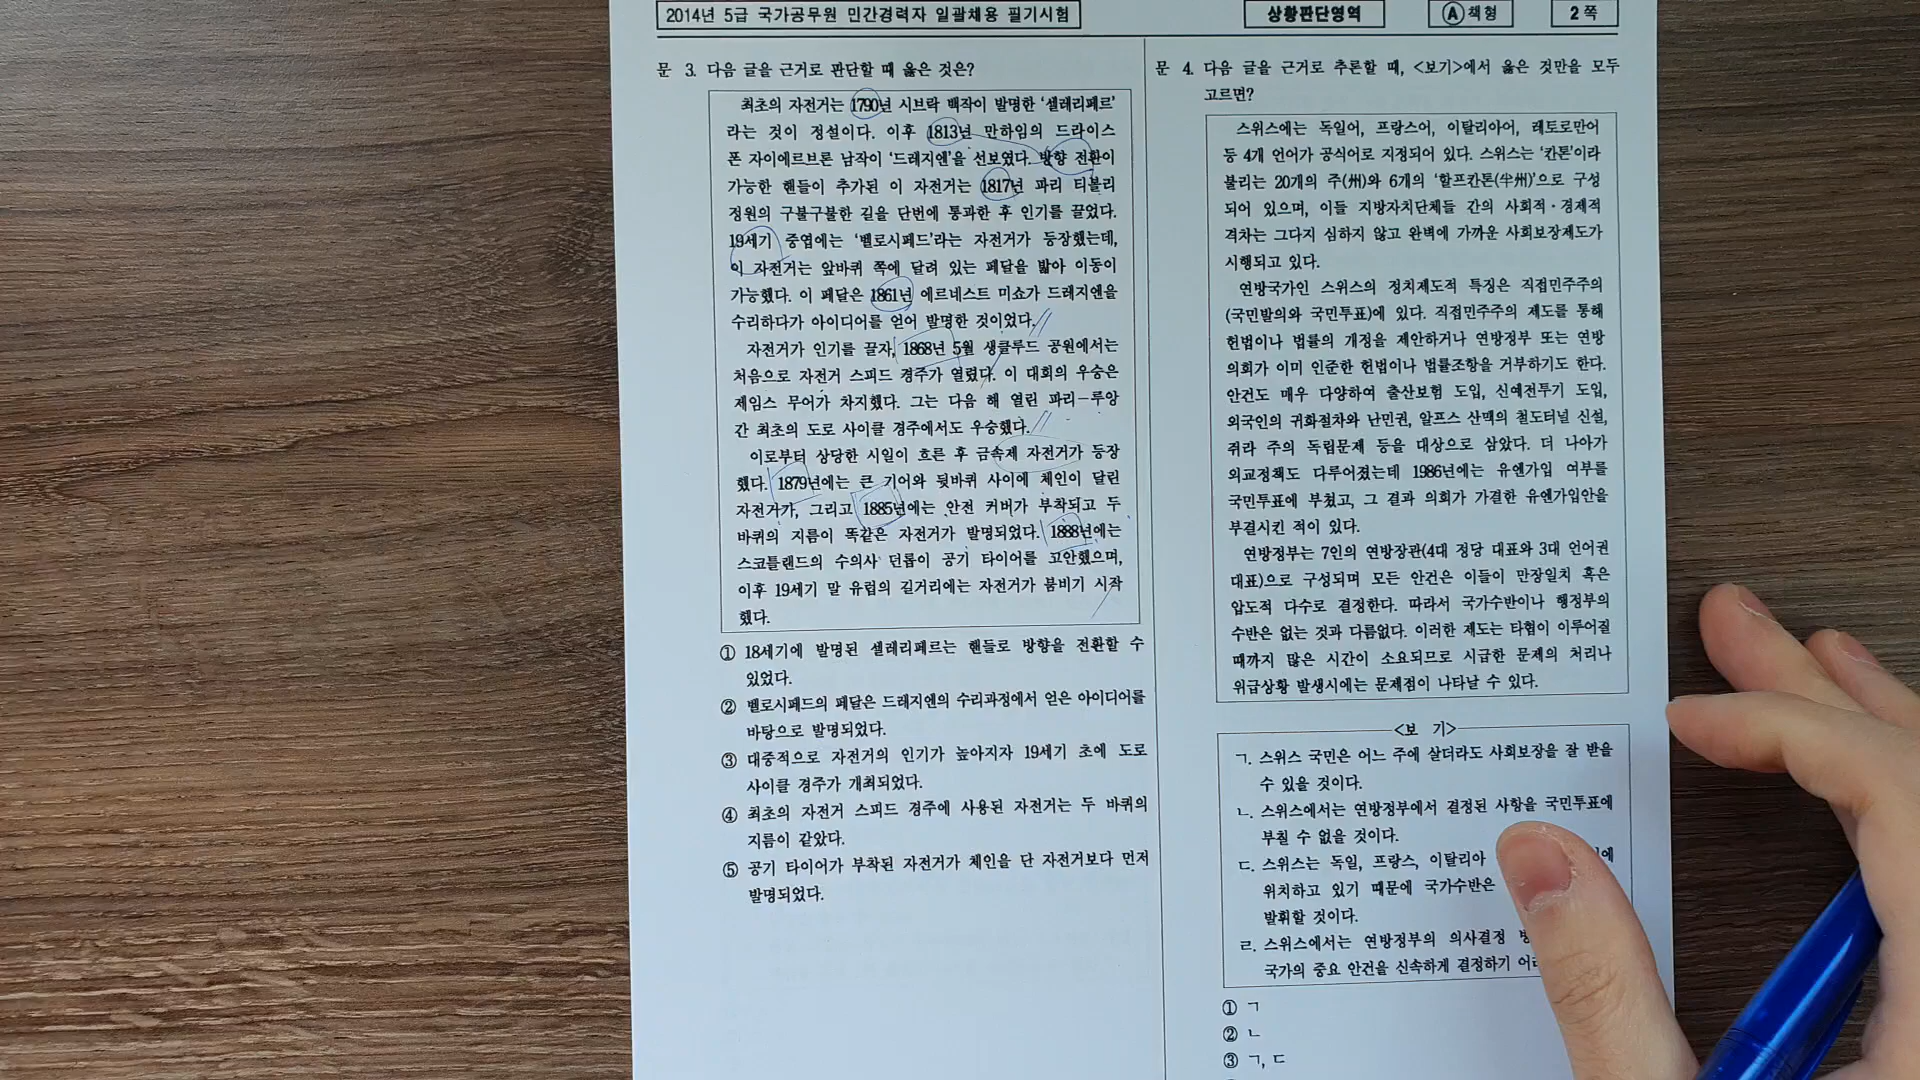 2014년 5급 국가공무원 민간경력자 일괄채용 필기시험
상황판단영역
Ⓐ 책형
2 쪽
문 3. 다음 글을 근거로 판단할 때 옳은 것은?
최초의 자전거는 1790년 시브락 백작이 발명한 ‘셀레리페르’
라는 것이 정설이다. 이후 1813년 만하임의 드라이스
폰 자이에르브론 남작이 ‘드레지엔’을 선보였다. 방향 전환이
가능한 핸들이 추가된 이 자전거는 1817년 파리 티볼리
정원의 구불구불한 길을 단번에 통과한 후 인기를 끌었다.
19세기 중엽에는 ‘벨로시페드’라는 자전거가 등장했는데,
이 자전거는 앞바퀴 쪽에 달려 있는 페달을 밟아 이동이
가능했다. 이 페달은 1861년 에르네스트 미쇼가 드레지엔을
수리하다가 아이디어를 얻어 발명한 것이었다.
자전거가 인기를 끌자, 1868년 5월 생클루드 공원에서는
처음으로 자전거 스피드 경주가 열렸다. 이 대회의 우승은
제임스 무어가 차지했다. 그는 다음 해 열린 파리-루앙
간 최초의 도로 사이클 경주에서도 우승했다.
이로부터 상당한 시일이 흐른 후 금속제 자전거가 등장
했다. 1879년에는 큰 기어와 뒷바퀴 사이에 체인이 달린
자전거가, 그리고 1885년에는 안전 커버가 부착되고 두
바퀴의 지름이 똑같은 자전거가 발명되었다. 1888년에는
스코틀랜드의 수의사 던롭이 공기 타이어를 고안했으며,
이후 19세기 말 유럽의 길거리에는 자전거가 붐비기 시작
했다.
① 18세기에 발명된 셀레리페르는 핸들로 방향을 전환할 수
있었다.
② 벨로시페드의 페달은 드레지엔의 수리과정에서 얻은 아이디어를
바탕으로 발명되었다.
③ 대중적으로 자전거의 인기가 높아지자 19세기 초에 도로
사이클 경주가 개최되었다.
④ 최초의 자전거 스피드 경주에 사용된 자전거는 두 바퀴의
지름이 같았다.
⑤ 공기 타이어가 부착된 자전거가 체인을 단 자전거보다 먼저
발명되었다.
문 4. 다음 글을 근거로 추론할 때, <보기>에서 옳은 것만을 모두
고르면?
스위스에는 독일어, 프랑스어, 이탈리아어, 레토로만어
등 4개 언어가 공식어로 지정되어 있다. 스위스는 ‘칸톤’이라
불리는 20개의 주(州)와 6개의 ‘할프칸톤(半州)’으로 구성
되어 있으며, 이들 지방자치단체들 간의 사회적·경제적
격차는 그다지 심하지 않고 완벽에 가까운 사회보장제도가
시행되고 있다.
연방국가인 스위스의 정치제도적 특징은 직접민주주의
(국민발의와 국민투표)에 있다. 직접민주주의 제도를 통해
헌법이나 법률의 개정을 제안하거나 연방정부 또는 연방
의회가 이미 인준한 헌법이나 법률조항을 거부하기도 한다.
안건도 매우 다양하여 출산보험 도입, 신예전투기 도입,
외국인의 귀화절차와 난민권, 알프스 산맥의 철도터널 신설,
쥐라 주의 독립문제 등을 대상으로 삼았다. 더 나아가
외교정책도 다루어졌는데 1986년에는 유엔가입 여부를
국민투표에 부쳤고, 그 결과 의회가 가결한 유엔가입안을
부결시킨 적이 있다.
연방정부는 7인의 연방장관(4대 정당 대표와 3대 언어권
대표)으로 구성되며 모든 안건은 이들이 만장일치 혹은
압도적 다수로 결정한다. 따라서 국가수반이나 행정부의
수반은 없는 것과 다름없다. 이러한 제도는 타협이 이루어질
때까지 많은 시간이 소요되므로 시급한 문제의 처리나
위급상황 발생시에는 문제점이 나타날 수 있다.
<보 기>
ㄱ. 스위스 국민은 어느 주에 살더라도 사회보장을 잘 받을
수 있을 것이다.
ㄴ. 스위스에서는 연방정부에서 결정된 사항을 국민투표에
부칠 수 없을 것이다.
ㄷ. 스위스는 독일, 프랑스, 이탈리아
위치하고 있기 때문에 국가수반은
발휘할 것이다.
ㄹ. 스위스에서는 연방정부의 의사결정
국가의 중요 안건을 신속하게 결정하기
① ㄱ
② ㄴ
③ ㄱ, ㄷ